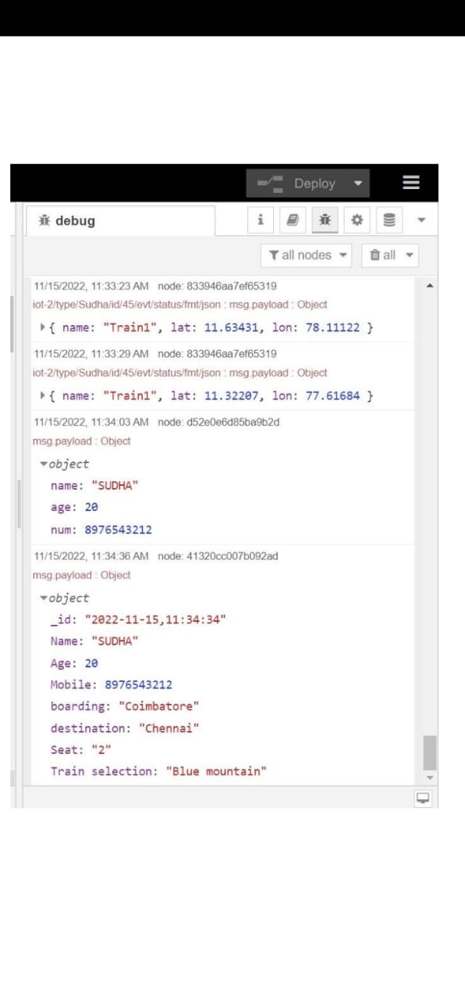 Deploy
debug
i
all nodes
all
11/15/2022, 11:33:23 AM node: 833946aa7ef65319
iot-2/type/Sudha/id/45/evt/status/fmt/json : msg.payload : Object
{ name: "Train1", lat: 11.63431, lon: 78.11122 }
11/15/2022, 11:33:29 AM node: 833946aa7ef65319
iot-2/type/Sudha/id/45/evt/status/fmt/json : msg.payload : Object
{ name: "Train1", lat: 11.32207, lon: 77.61684 }
11/15/2022, 11:34:03 AM node: d52e0e6d85ba9b2d
msg.payload : Object
object
name: "SUDHA"
age: 20
num: 8976543212
11/15/2022, 11:34:36 AM node: 41320cc007b092ad
msg.payload : Object
object
_id: "2022-11-15,11:34:34"
Name: "SUDHA"
Age: 20
Mobile: 8976543212
boarding: "Coimbatore"
destination: "Chennai"
Seat: "2"
Train selection: "Blue mountain"